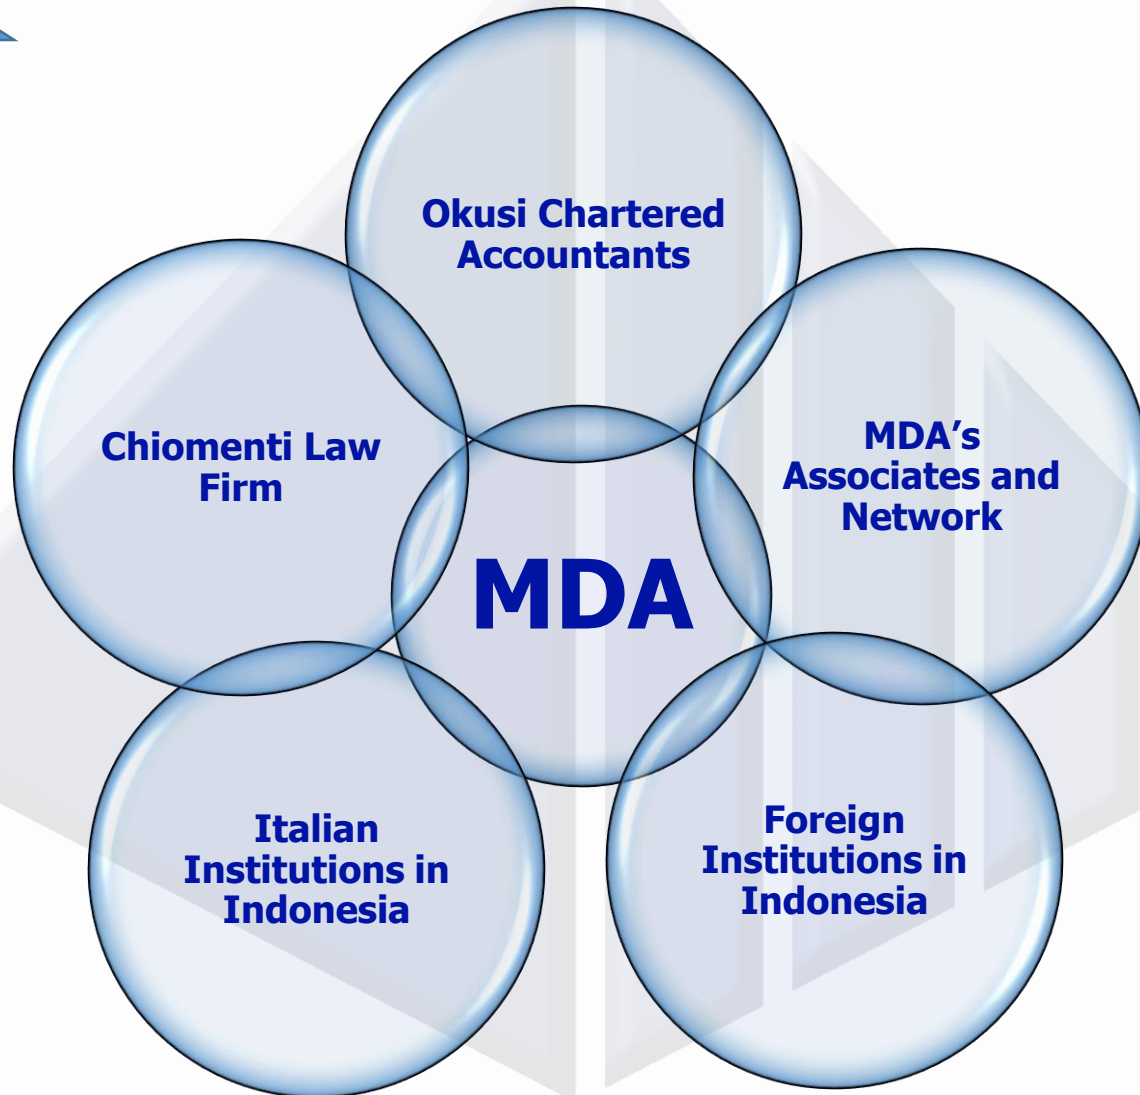 Okusi Chartered
Accountants
Chiomenti Law
Firm
MDA’s
Associates and
Network
MDA
Italian
Institutions in
Indonesia
Foreign
Institutions in
Indonesia